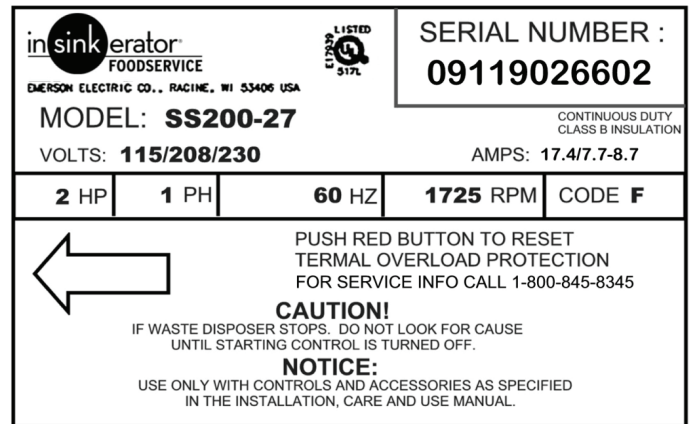 in sink erator
FOODSERVICE
EMERSON ELECTRIC CO., RACINE, WI 53406 USA
LISTED
E17939
UL
517L
SERIAL NUMBER :
09119026602
MODEL: SS200-27
CONTINUOUS DUTY
CLASS B INSULATION
VOLTS: 115/208/230
AMPS: 17.4/7.7-8.7
2 HP 1 PH 60 HZ 1725 RPM CODE F
PUSH RED BUTTON TO RESET
TERMAL OVERLOAD PROTECTION
FOR SERVICE INFO CALL 1-800-845-8345
CAUTION!
IF WASTE DISPOSER STOPS. DO NOT LOOK FOR CAUSE
UNTIL STARTING CONTROL IS TURNED OFF.
NOTICE:
USE ONLY WITH CONTROLS AND ACCESSORIES AS SPECIFIED
IN THE INSTALLATION, CARE AND USE MANUAL.